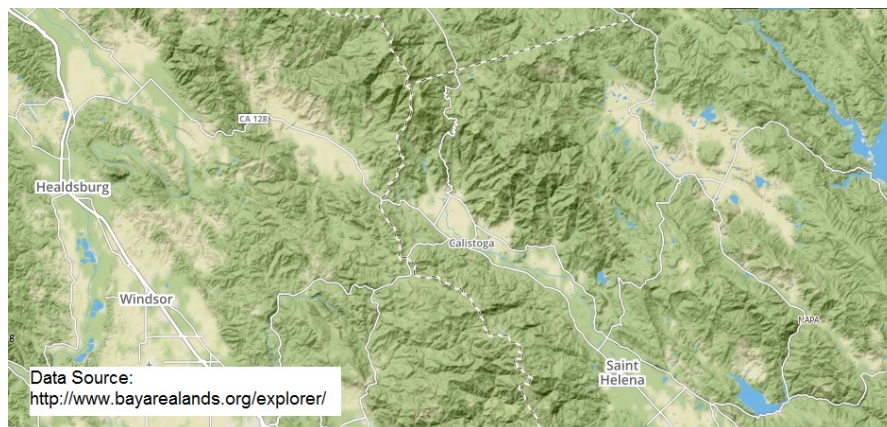 CA 128
Healdsburg
Calistoga
Windsor
NAPA
Saint
Helena
Data Source:
http://www.bayarealands.org/explorer/